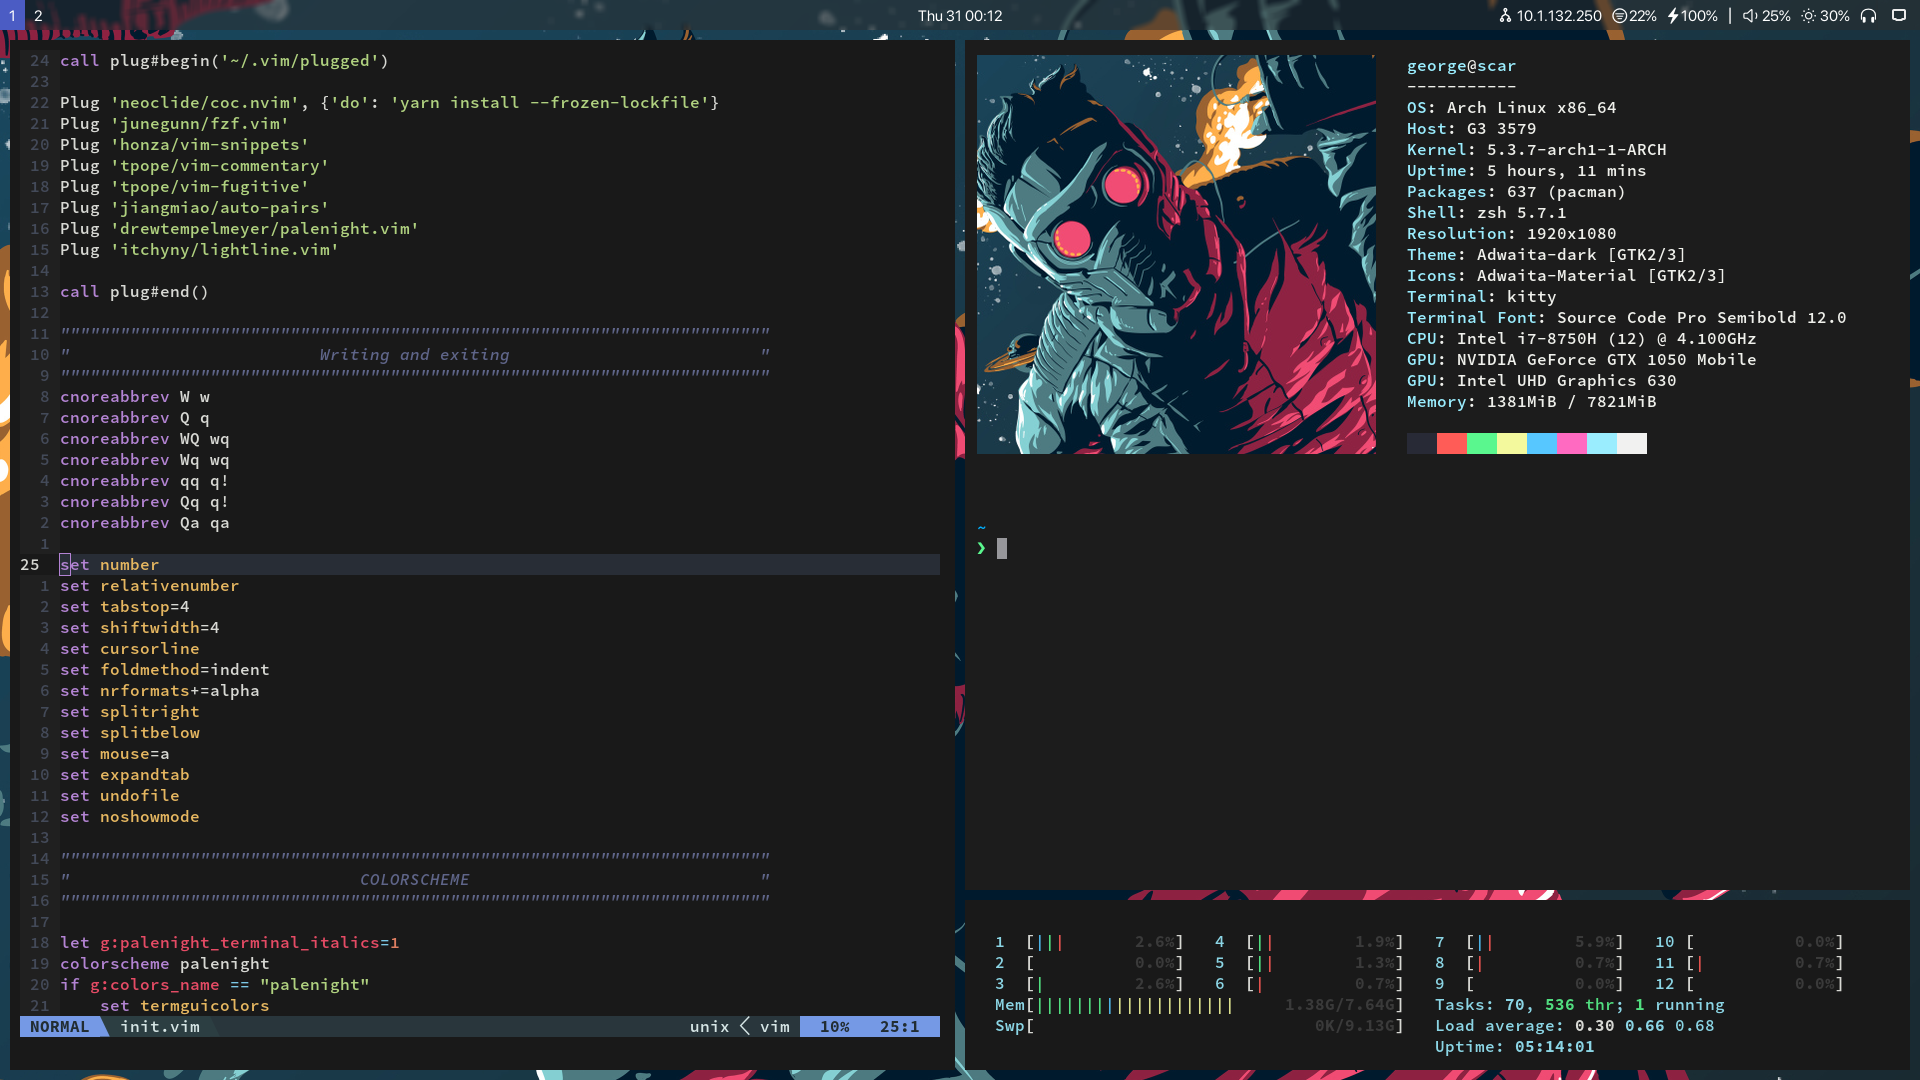 1 2 Thu 31 00:12 10.1.132.250 22% 100% | 25% 30%
24 call plug#begin('~/.vim/plugged')
23
22 Plug 'neoclide/coc.nvim', {'do': 'yarn install --frozen-lockfile'}
21 Plug 'junegunn/fzf.vim'
20 Plug 'honza/vim-snippets'
19 Plug 'tpope/vim-commentary'
18 Plug 'tpope/vim-fugitive'
17 Plug 'jiangmiao/auto-pairs'
16 Plug 'drewtempelmeyer/palenight.vim'
15 Plug 'itchyny/lightline.vim'
14
13 call plug#end()
12
11 """""""""""""""""""""""""""""""""""""""""""""""""""""""""""""""""""""""
10 " Writing and exiting "
9 """""""""""""""""""""""""""""""""""""""""""""""""""""""""""""""""""""""
8 cnoreabbrev W w
7 cnoreabbrev Q q
6 cnoreabbrev WQ wq
5 cnoreabbrev Wq wq
4 cnoreabbrev qq q!
3 cnoreabbrev Qq q!
2 cnoreabbrev Qa qa
1
25 set number
1 set relativenumber
2 set tabstop=4
3 set shiftwidth=4
4 set cursorline
5 set foldmethod=indent
6 set nrformats+=alpha
7 set splitright
8 set splitbelow
9 set mouse=a
10 set expandtab
11 set undofile
12 set noshowmode
13
14 """""""""""""""""""""""""""""""""""""""""""""""""""""""""""""""""""""""
15 " COLORSCHEME "
16 """""""""""""""""""""""""""""""""""""""""""""""""""""""""""""""""""""""
17
18 let g:palenight_terminal_italics=1
19 colorscheme palenight
20 if g:colors_name == "palenight"
21 set termguicolors
NORMAL init.vim unix < vim 10% 25:1
george@scar
-----------
OS: Arch Linux x86_64
Host: G3 3579
Kernel: 5.3.7-arch1-1-ARCH
Uptime: 5 hours, 11 mins
Packages: 637 (pacman)
Shell: zsh 5.7.1
Resolution: 1920x1080
Theme: Adwaita-dark [GTK2/3]
Icons: Adwaita-Material [GTK2/3]
Terminal: kitty
Terminal Font: Source Code Pro Semibold 12.0
CPU: Intel i7-8750H (12) @ 4.100GHz
GPU: NVIDIA GeForce GTX 1050 Mobile
GPU: Intel UHD Graphics 630
Memory: 1381MiB / 7821MiB
~
❯
1 [||| 2.6%] 4 [|| 1.9%] 7 [|| 5.9%] 10 [ 0.0%]
2 [ 0.0%] 5 [|| 1.3%] 8 [| 0.7%] 11 [| 0.7%]
3 [| 2.6%] 6 [| 0.7%] 9 [ 0.0%] 12 [ 0.0%]
Mem[|||||||||||||||||||| 1.38G/7.64G] Tasks: 70, 536 thr; 1 running
Swp[ 0K/9.13G] Load average: 0.30 0.66 0.68
Uptime: 05:14:01